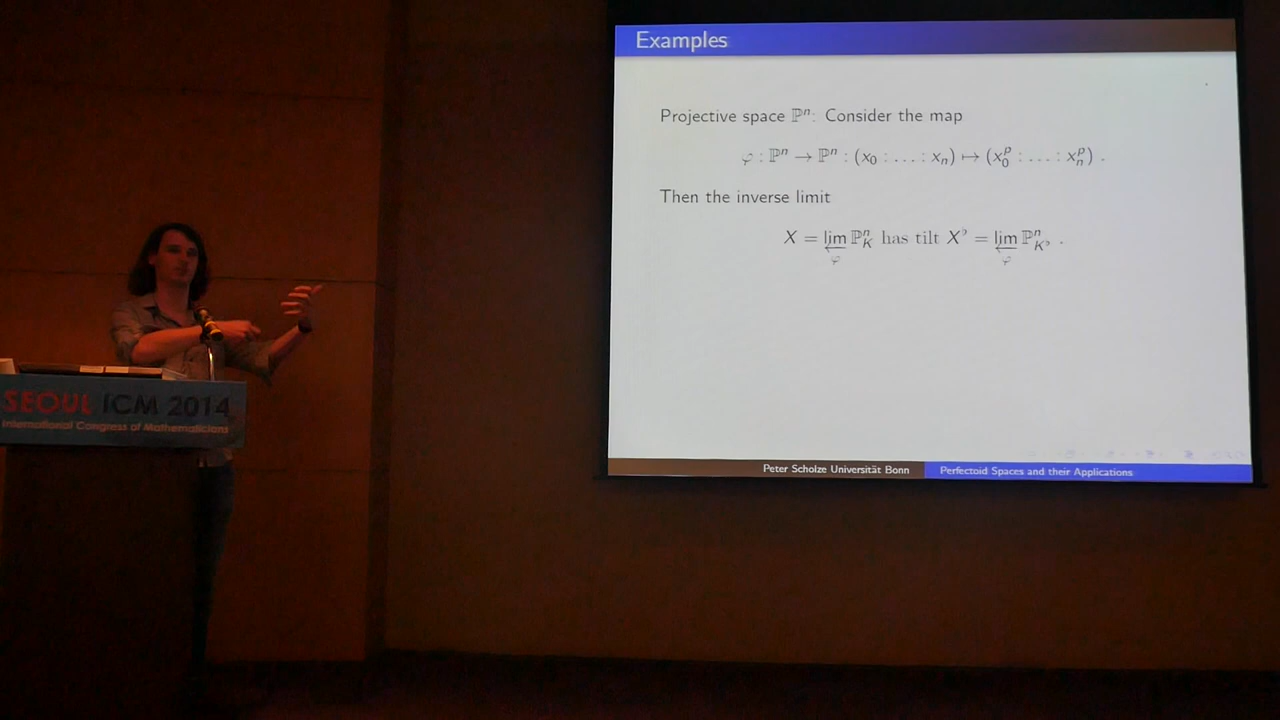 Examples
Projective space ℙⁿ: Consider the map
φ : ℙⁿ → ℙⁿ : (x₀ : . . . : xₙ) ↦ (x₀ᵖ : . . . : xₙᵖ) .
Then the inverse limit
X = lim← φ ℙⁿ_K has tilt X♭ = lim← φ ℙⁿ_K♭ .
Peter Scholze Universität Bonn
Perfectoid Spaces and their Applications
SEOUL ICM 2014
International Congress of Mathematicians